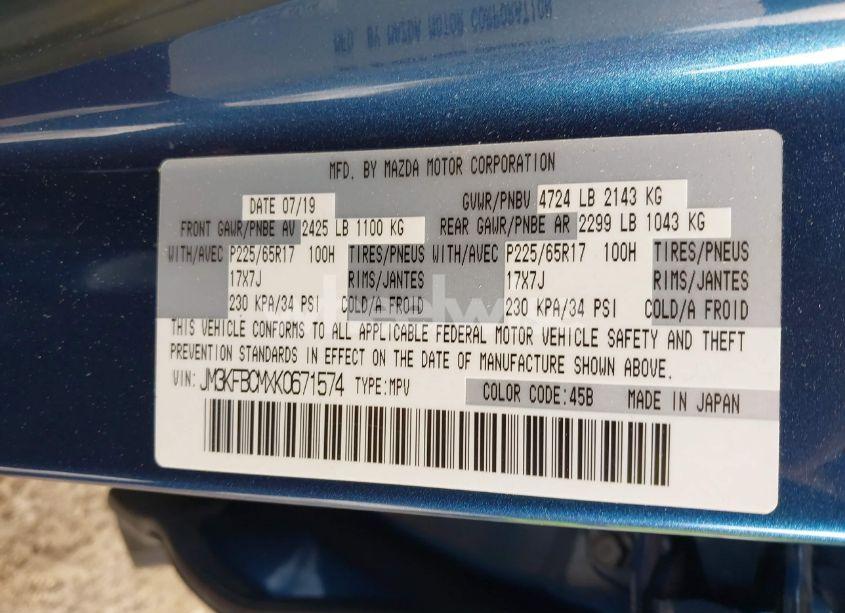 MFD. BY MAZDA MOTOR CORPORATION
MFD. BY MAZDA MOTOR CORPORATION
DATE 07/19 GVWR/PNBV 4724 LB 2143 KG
FRONT GAWR/PNBE AV 2425 LB 1100 KG REAR GAWR/PNBE AR 2299 LB 1043 KG
WITH/AVEC P225/65R17 100H TIRES/PNEUS WITH/AVEC P225/65R17 100H TIRES/PNEUS
17X7J RIMS/JANTES 17X7J RIMS/JANTES
230 KPA/34 PSI COLD/A FROID 230 KPA/34 PSI COLD/A FROID
THIS VEHICLE CONFORMS TO ALL APPLICABLE FEDERAL MOTOR VEHICLE SAFETY AND THEFT
PREVENTION STANDARDS IN EFFECT ON THE DATE OF MANUFACTURE SHOWN ABOVE.
VIN: JM3KFBCMXK0671574 TYPE:MPV COLOR CODE:45B MADE IN JAPAN